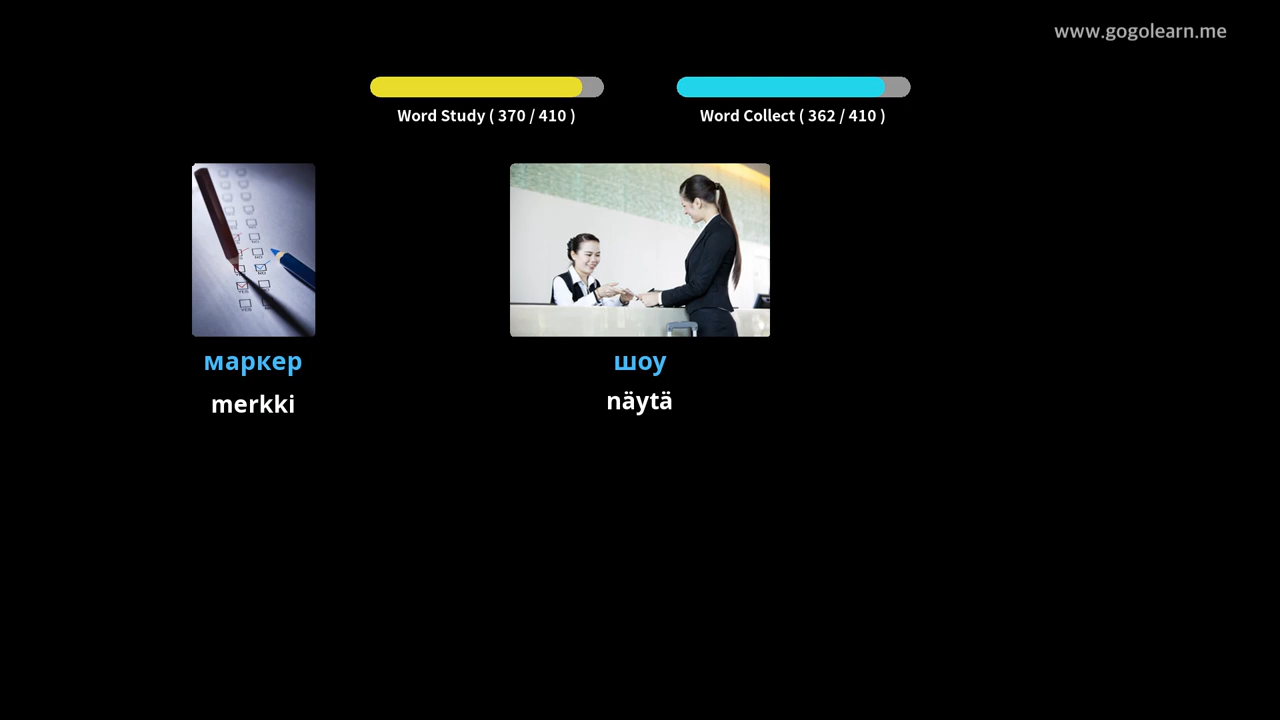 www.gogolearn.me
Word Study ( 370 / 410 )
Word Collect ( 362 / 410 )
маркер
шоу
merkki
näytä